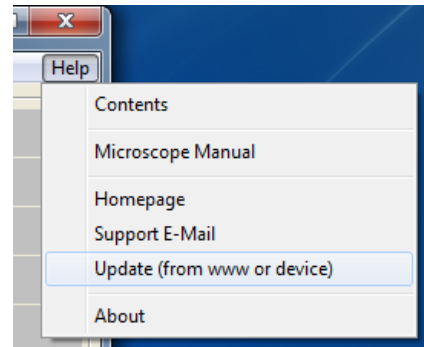 Help
Contents
Microscope Manual
Homepage
Support E-Mail
Update (from www or device)
About